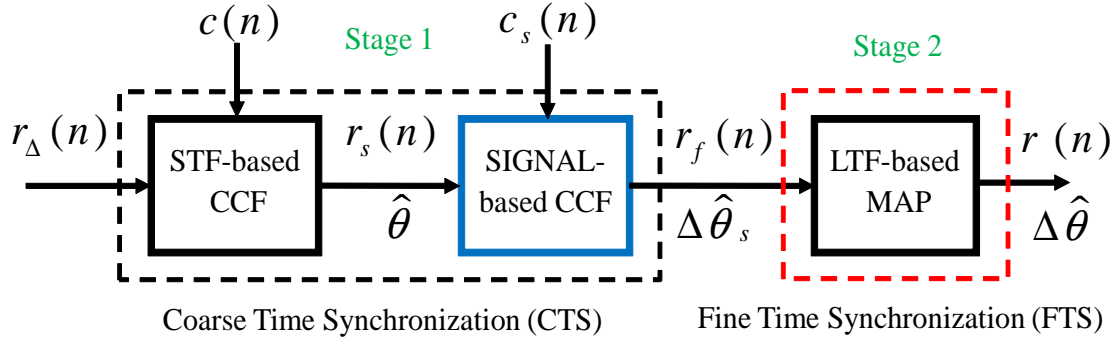 c(n)
c_s(n)
Stage 1
Stage 2
r_Δ(n)
STF-based
CCF
r_s(n)
θ̂
SIGNAL-
based CCF
r_f(n)
Δθ̂_s
LTF-based
MAP
r (n)
Δθ̂
Coarse Time Synchronization (CTS)
Fine Time Synchronization (FTS)